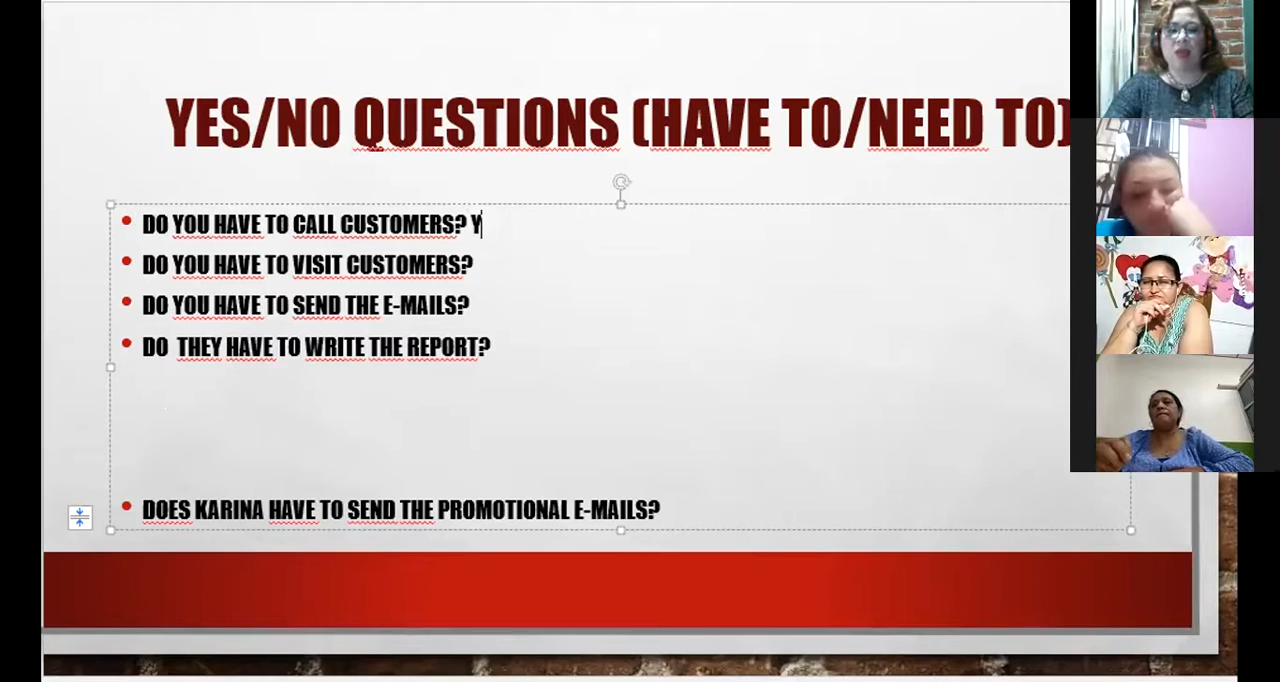 YES/NO QUESTIONS (HAVE TO/NEED TO)
DO YOU HAVE TO CALL CUSTOMERS? Y
DO YOU HAVE TO VISIT CUSTOMERS?
DO YOU HAVE TO SEND THE E-MAILS?
DO THEY HAVE TO WRITE THE REPORT?
DOES KARINA HAVE TO SEND THE PROMOTIONAL E-MAILS?